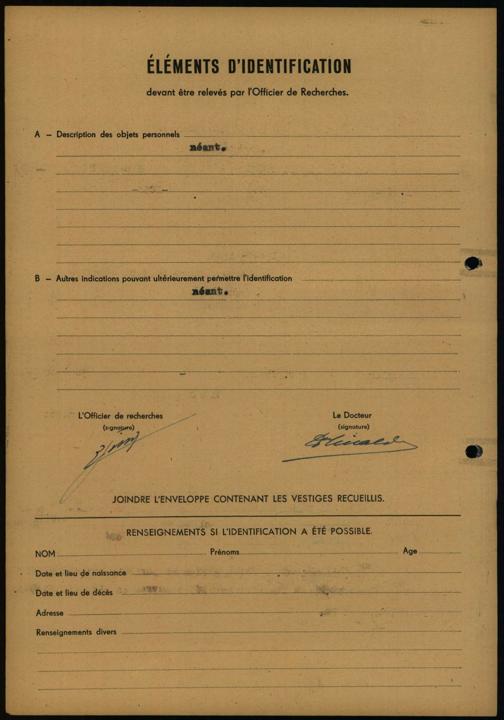 ÉLÉMENTS D'IDENTIFICATION
devant être relevés par l'Officier de Recherches.
A – Description des objets personnels
néant.
B – Autres indications pouvant ultérieurement permettre l'identification
néant.
L'Officier de recherches Le Docteur
(signature) (signature)
JOINDRE L'ENVELOPPE CONTENANT LES VESTIGES RECUEILLIS.
RENSEIGNEMENTS SI L'IDENTIFICATION A ÉTÉ POSSIBLE.
NOM Prénoms Age
Date et lieu de naissance
Date et lieu de décès
Adresse
Renseignements divers